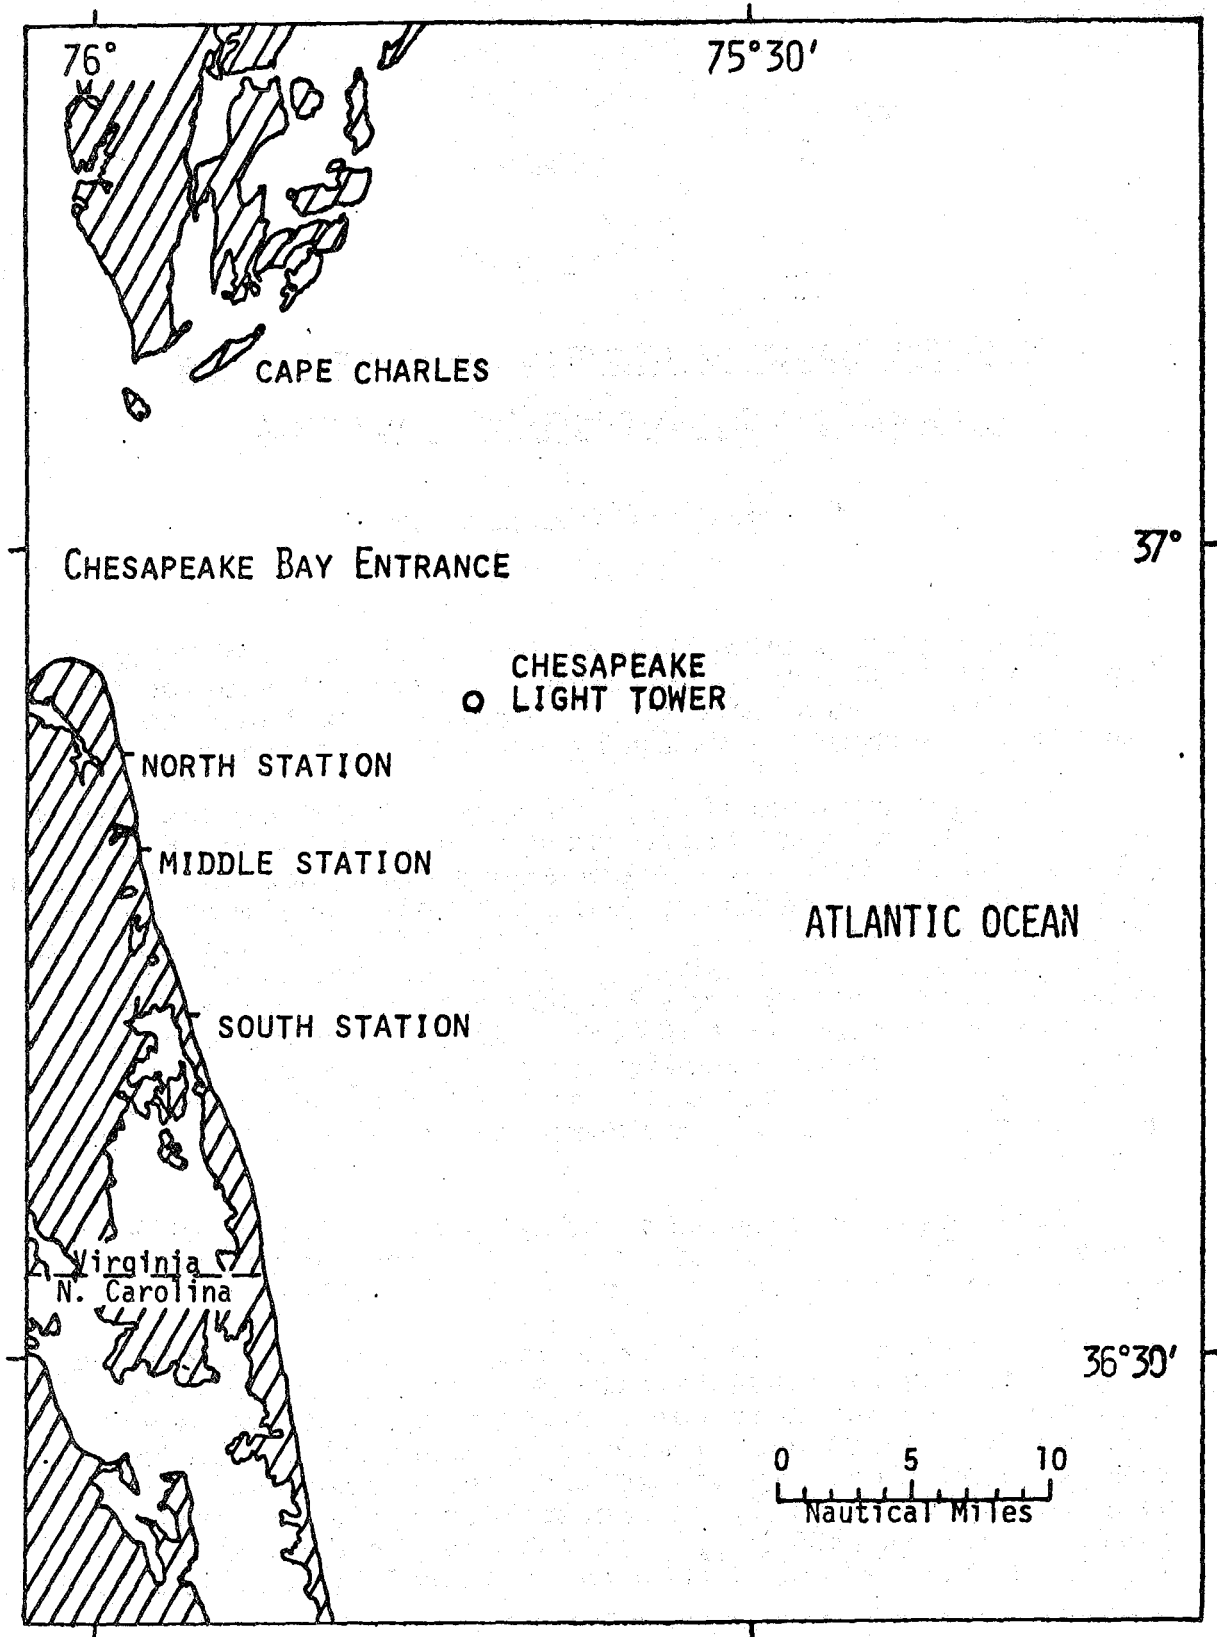 76°
75°30'
CAPE CHARLES
37°
CHESAPEAKE BAY ENTRANCE
CHESAPEAKE
LIGHT TOWER
NORTH STATION
MIDDLE STATION
ATLANTIC OCEAN
SOUTH STATION
Virginia
N. Carolina
36°30'
0 5 10
Nautical Miles